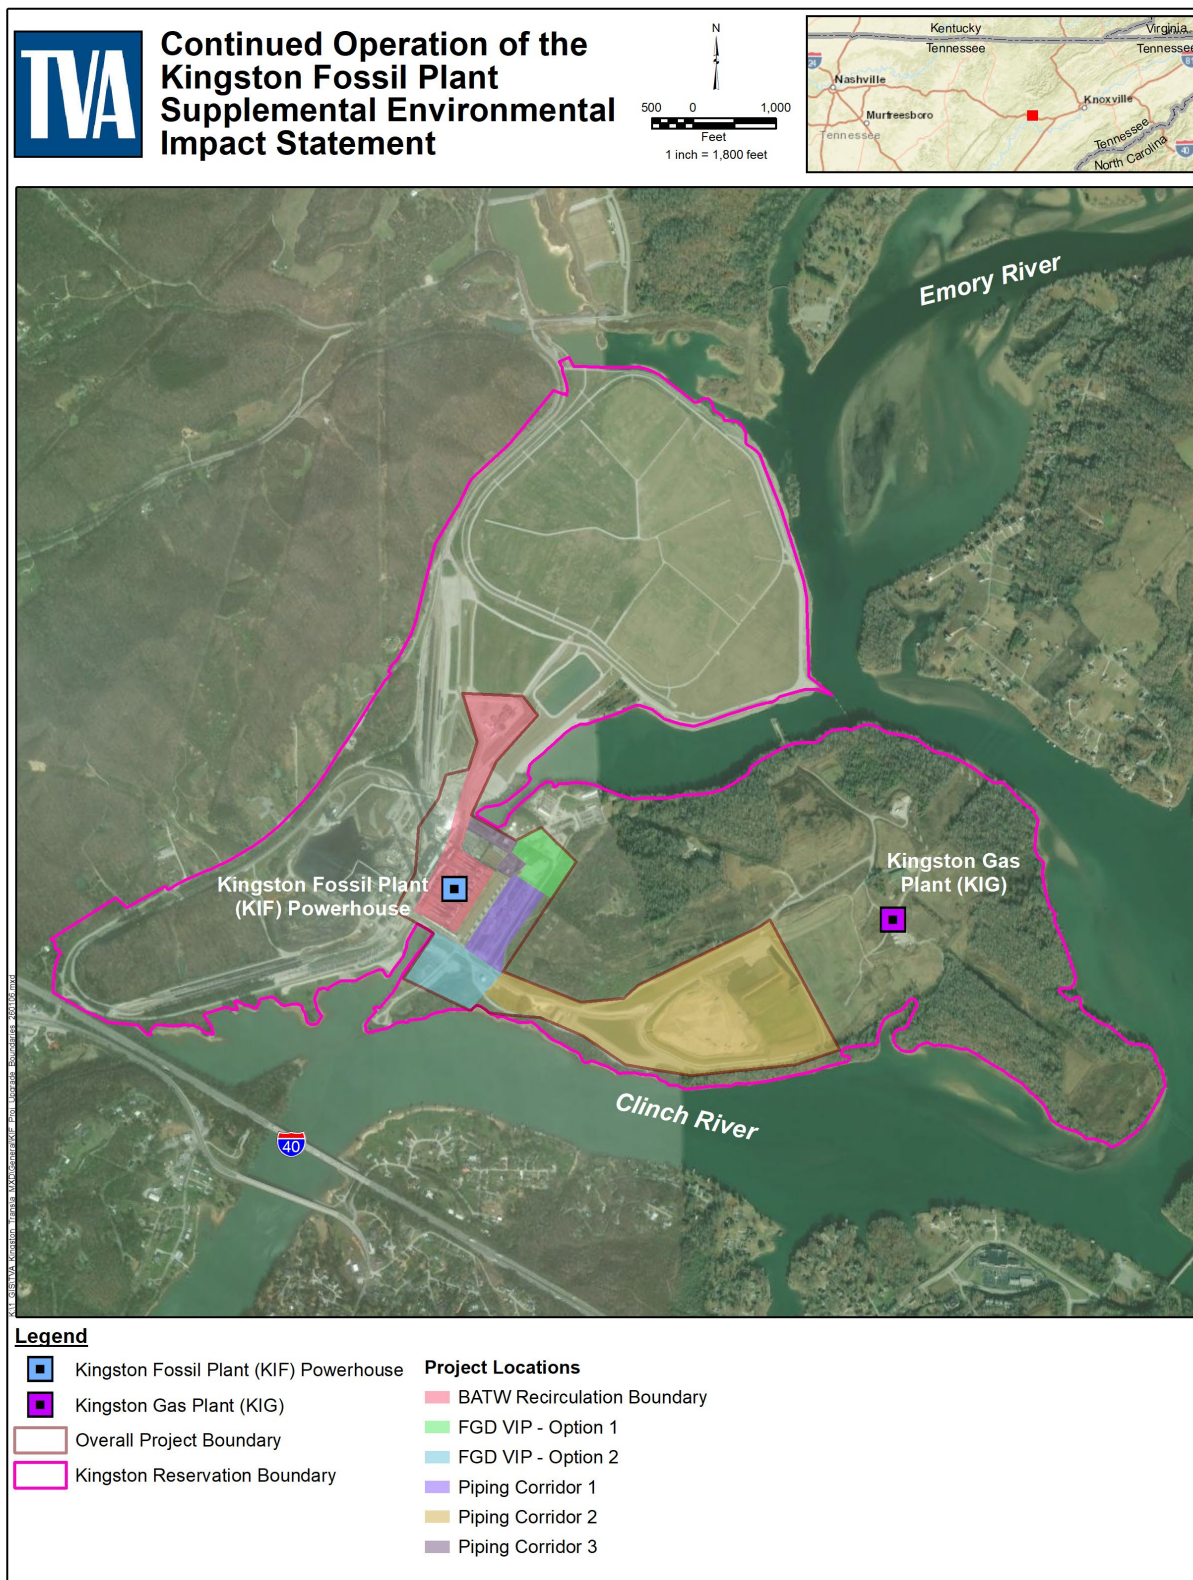 TVA
Continued Operation of the
Kingston Fossil Plant
Supplemental Environmental
Impact Statement
N
500 0 1,000
Feet
1 inch = 1,800 feet
Kentucky
Virginia
Tennessee
Tennessee
24
81
Nashville
Knoxville
Murfreesboro
Tennessee
Tennessee
North Carolina
40
Emory River
Kingston Gas
Plant (KIG)
Kingston Fossil Plant
(KIF) Powerhouse
Clinch River
40
Legend
Kingston Fossil Plant (KIF) Powerhouse
Kingston Gas Plant (KIG)
Overall Project Boundary
Kingston Reservation Boundary
Project Locations
BATW Recirculation Boundary
FGD VIP - Option 1
FGD VIP - Option 2
Piping Corridor 1
Piping Corridor 2
Piping Corridor 3